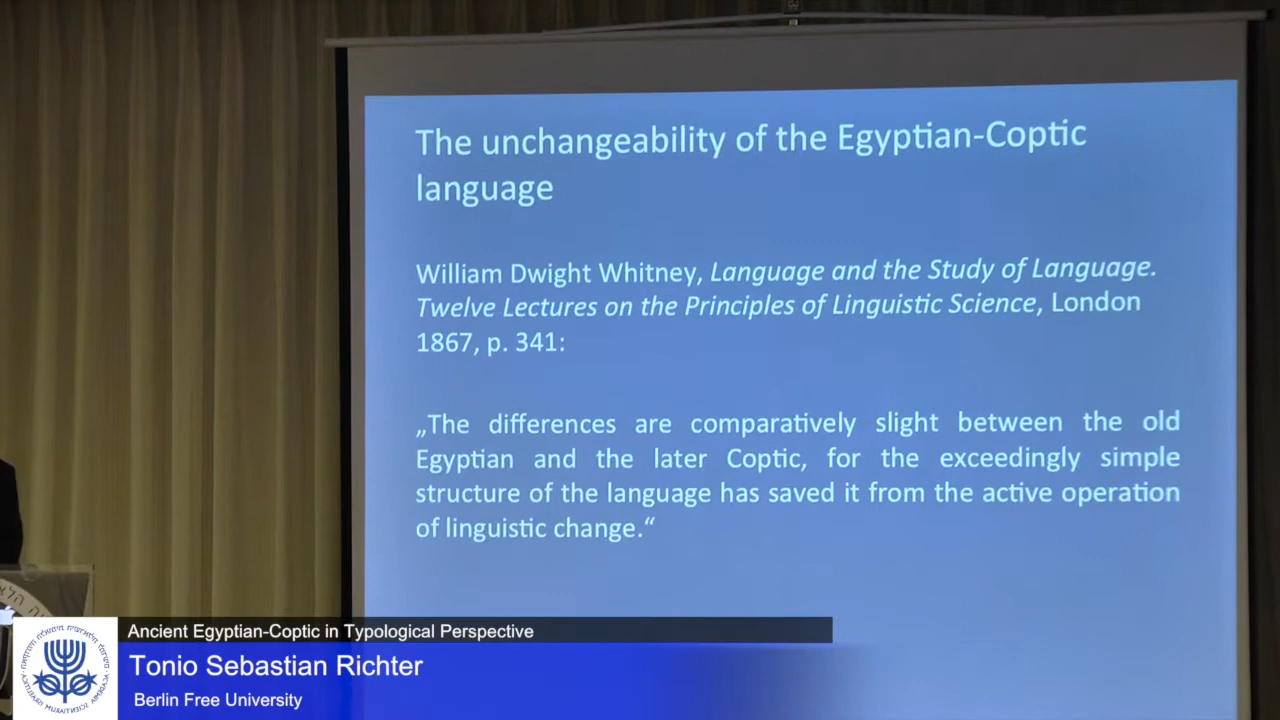 The unchangeability of the Egyptian-Coptic
language
William Dwight Whitney, Language and the Study of Language.
Twelve Lectures on the Principles of Linguistic Science, London
1867, p. 341:
„The differences are comparatively slight between the old
Egyptian and the later Coptic, for the exceedingly simple
structure of the language has saved it from the active operation
of linguistic change.“
Ancient Egyptian-Coptic in Typological Perspective
Tonio Sebastian Richter
Berlin Free University